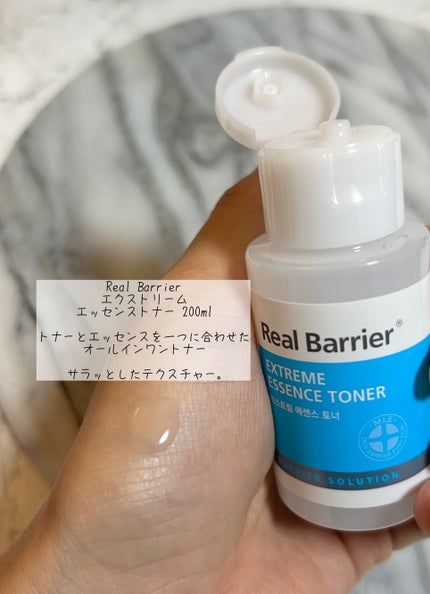 Real Barrier
エクストリーム
エッセンストナー 200ml
トナーとエッセンスを一つに合わせた
オールインワントナー
サラッとしたテクスチャー。
Real Barrier®
EXTREME
ESSENCE TONER
에센스 토너
SOLUTION